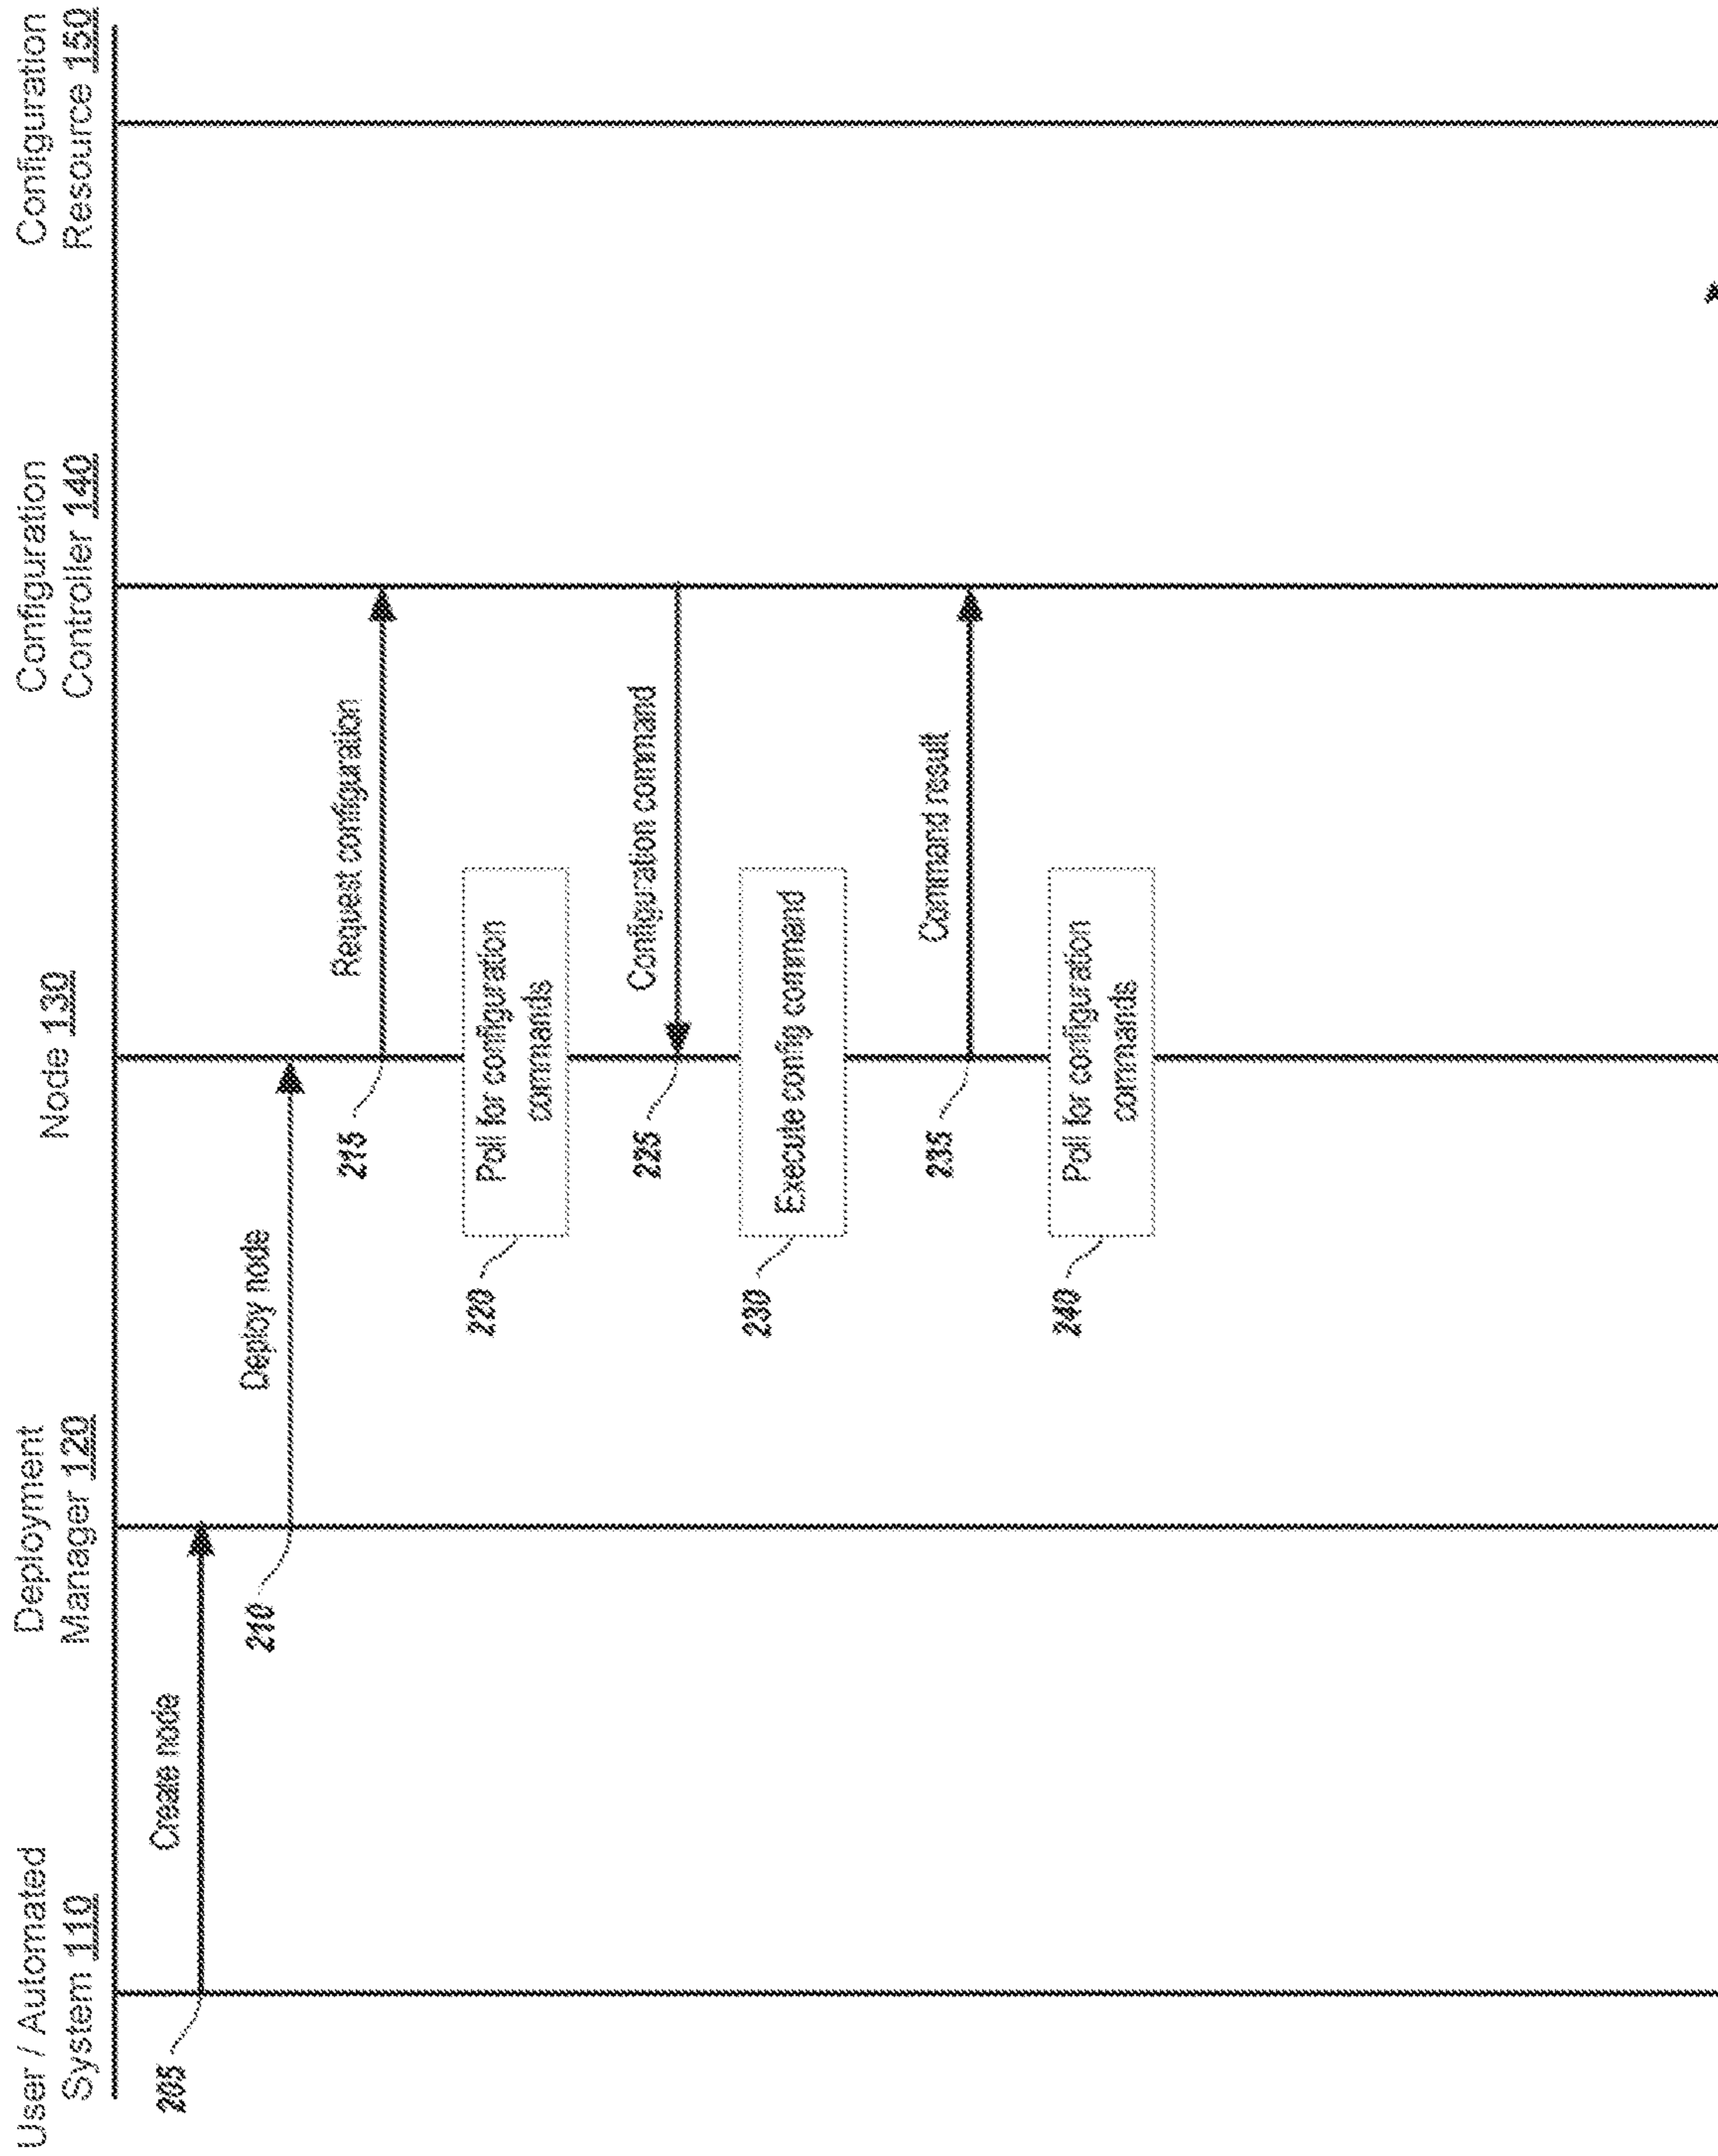 User / Automated
System 110
Deployment
Manager 120
Node 130
Configuration
Controller 140
Configuration
Resource 150
205
Create node
210
Deploy node
215
Request configuration
220
Poll for configuration
commands
225
Configuration command
230
Execute config command
235
Command result
240
Poll for configuration
commands